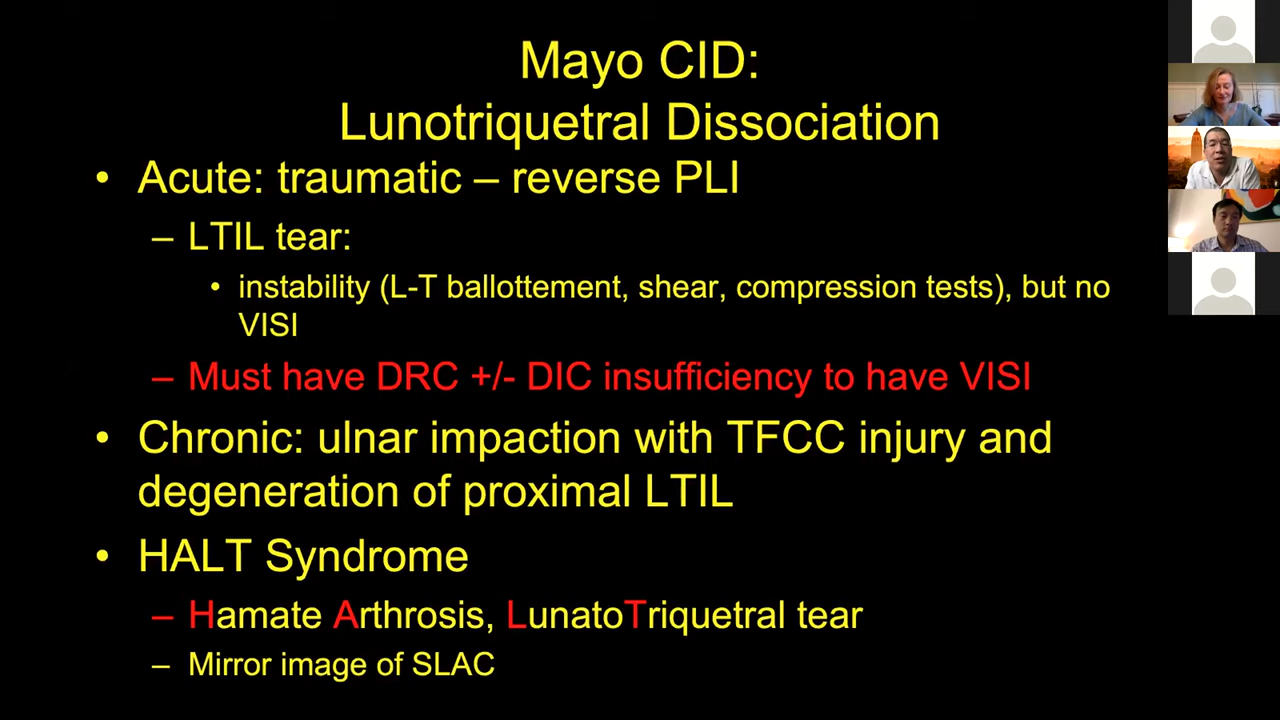 Mayo CID:
Lunotriquetral Dissociation
• Acute: traumatic – reverse PLI
– LTIL tear:
• instability (L-T ballottement, shear, compression tests), but no
VISI
– Must have DRC +/- DIC insufficiency to have VISI
• Chronic: ulnar impaction with TFCC injury and
degeneration of proximal LTIL
• HALT Syndrome
– Hamate Arthrosis, LunatoTriquetral tear
– Mirror image of SLAC